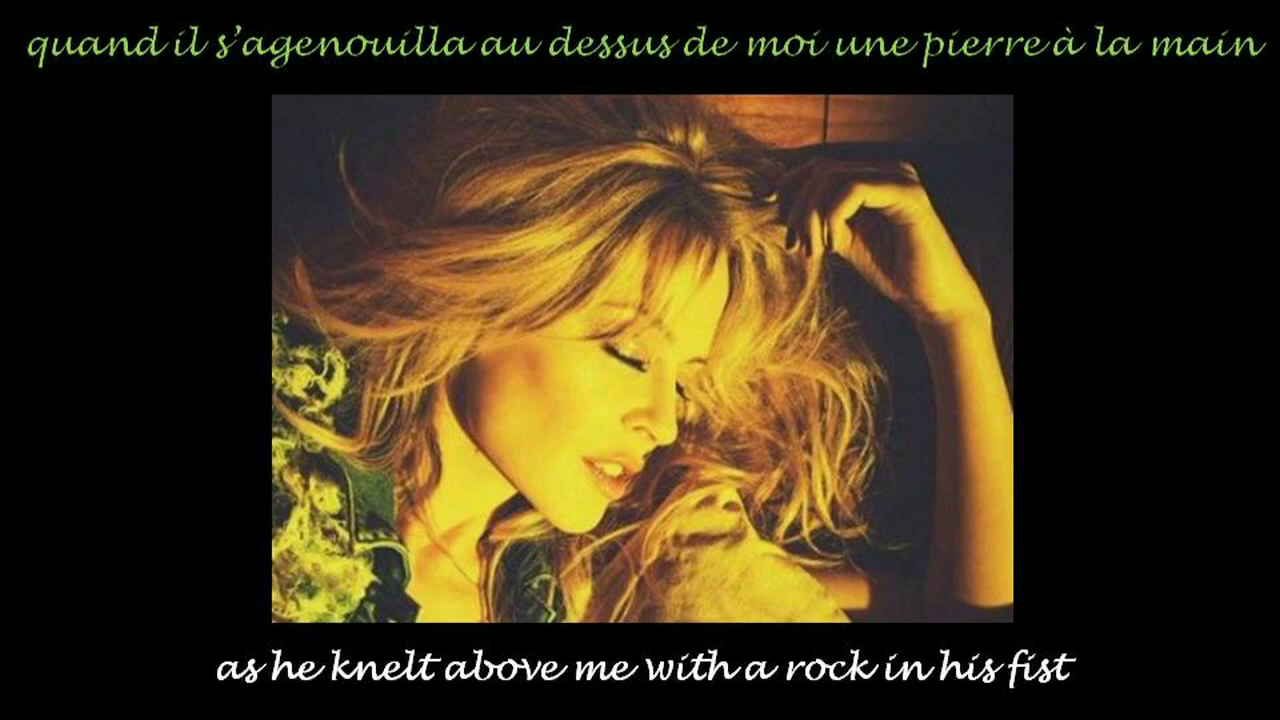 quand il s'agenouilla au dessus de moi une pierre à la main
as he knelt above me with a rock in his fist